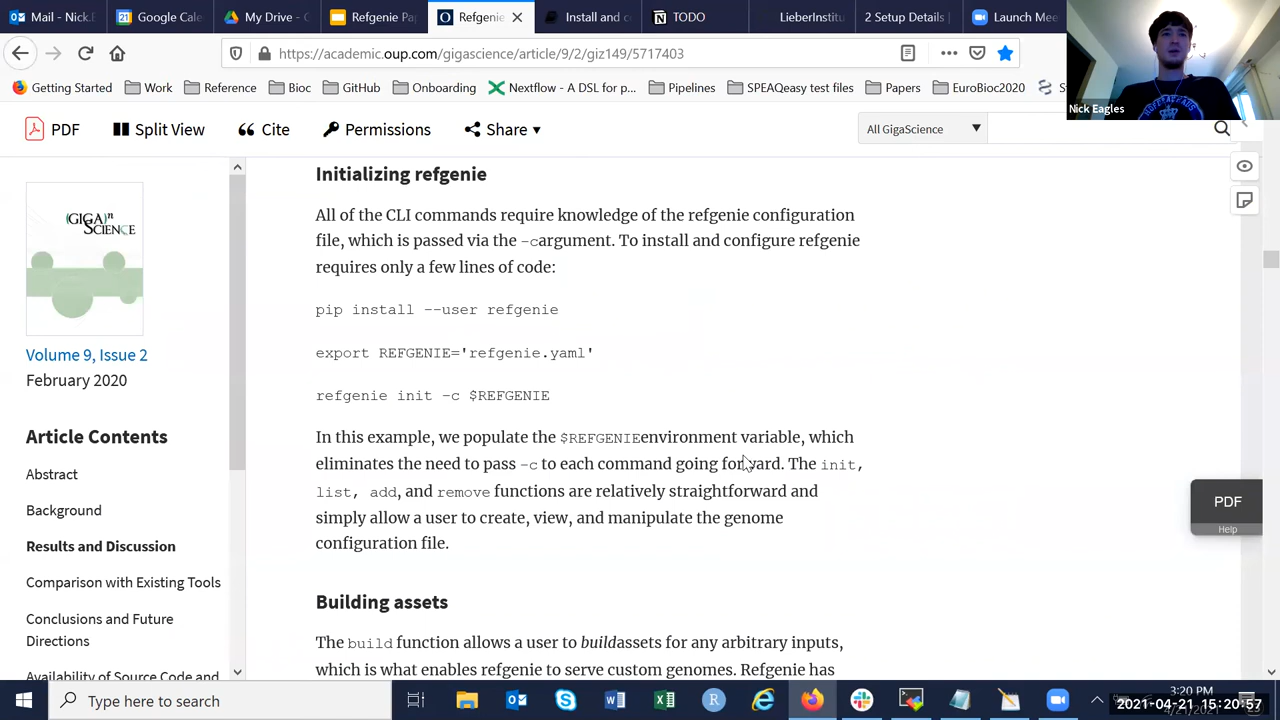 Mail - Nick.E
Google Cale
My Drive - G
Refgenie Pa
Refgenie
Install and c
TODO
LieberInstitu
2 Setup Details |
Launch Mee
https://academic.oup.com/gigascience/article/9/2/giz149/5717403
Getting Started
Work
Reference
Bioc
GitHub
Onboarding
Nextflow - A DSL for p...
Pipelines
SPEAQeasy test files
Papers
EuroBioc2020
Nick Eagles
PDF
Split View
Cite
Permissions
Share
All GigaScience
(GIGA)n
SCIENCE
Volume 9, Issue 2
February 2020
Article Contents
Abstract
Background
Results and Discussion
Comparison with Existing Tools
Conclusions and Future
Directions
Availability of Source Code and
Initializing refgenie
All of the CLI commands require knowledge of the refgenie configuration
file, which is passed via the -cargument. To install and configure refgenie
requires only a few lines of code:
pip install --user refgenie
export REFGENIE='refgenie.yaml'
refgenie init -c $REFGENIE
In this example, we populate the $REFGENIEenvironment variable, which
eliminates the need to pass -c to each command going forward. The init,
list, add, and remove functions are relatively straightforward and
simply allow a user to create, view, and manipulate the genome
configuration file.
Building assets
The build function allows a user to buildassets for any arbitrary inputs,
which is what enables refgenie to serve custom genomes. Refgenie has
PDF
Help
Type here to search
3:20 PM
2021-04-21 15:20:57